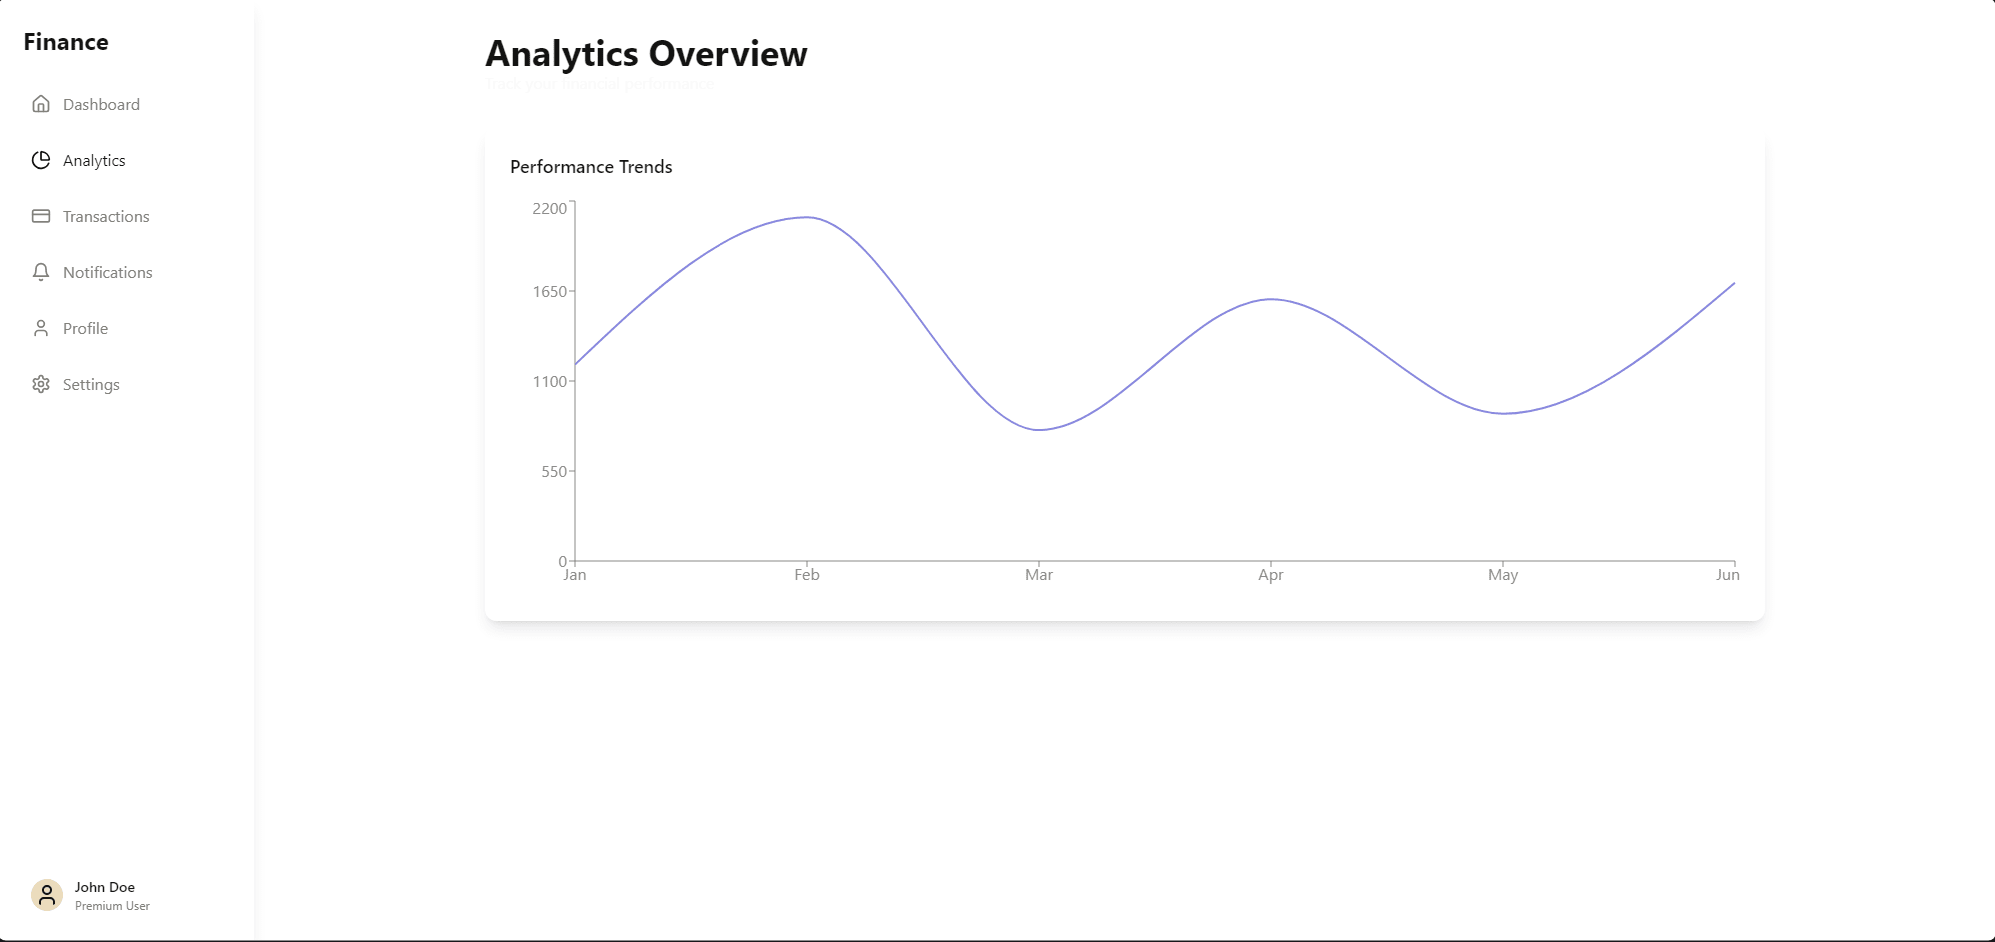 Finance
Dashboard
Analytics
Transactions
Notifications
Profile
Settings
John Doe
Premium User
Analytics Overview
Track your financial performance
Performance Trends
2200
1650
1100
550
0
Jan Feb Mar Apr May Jun